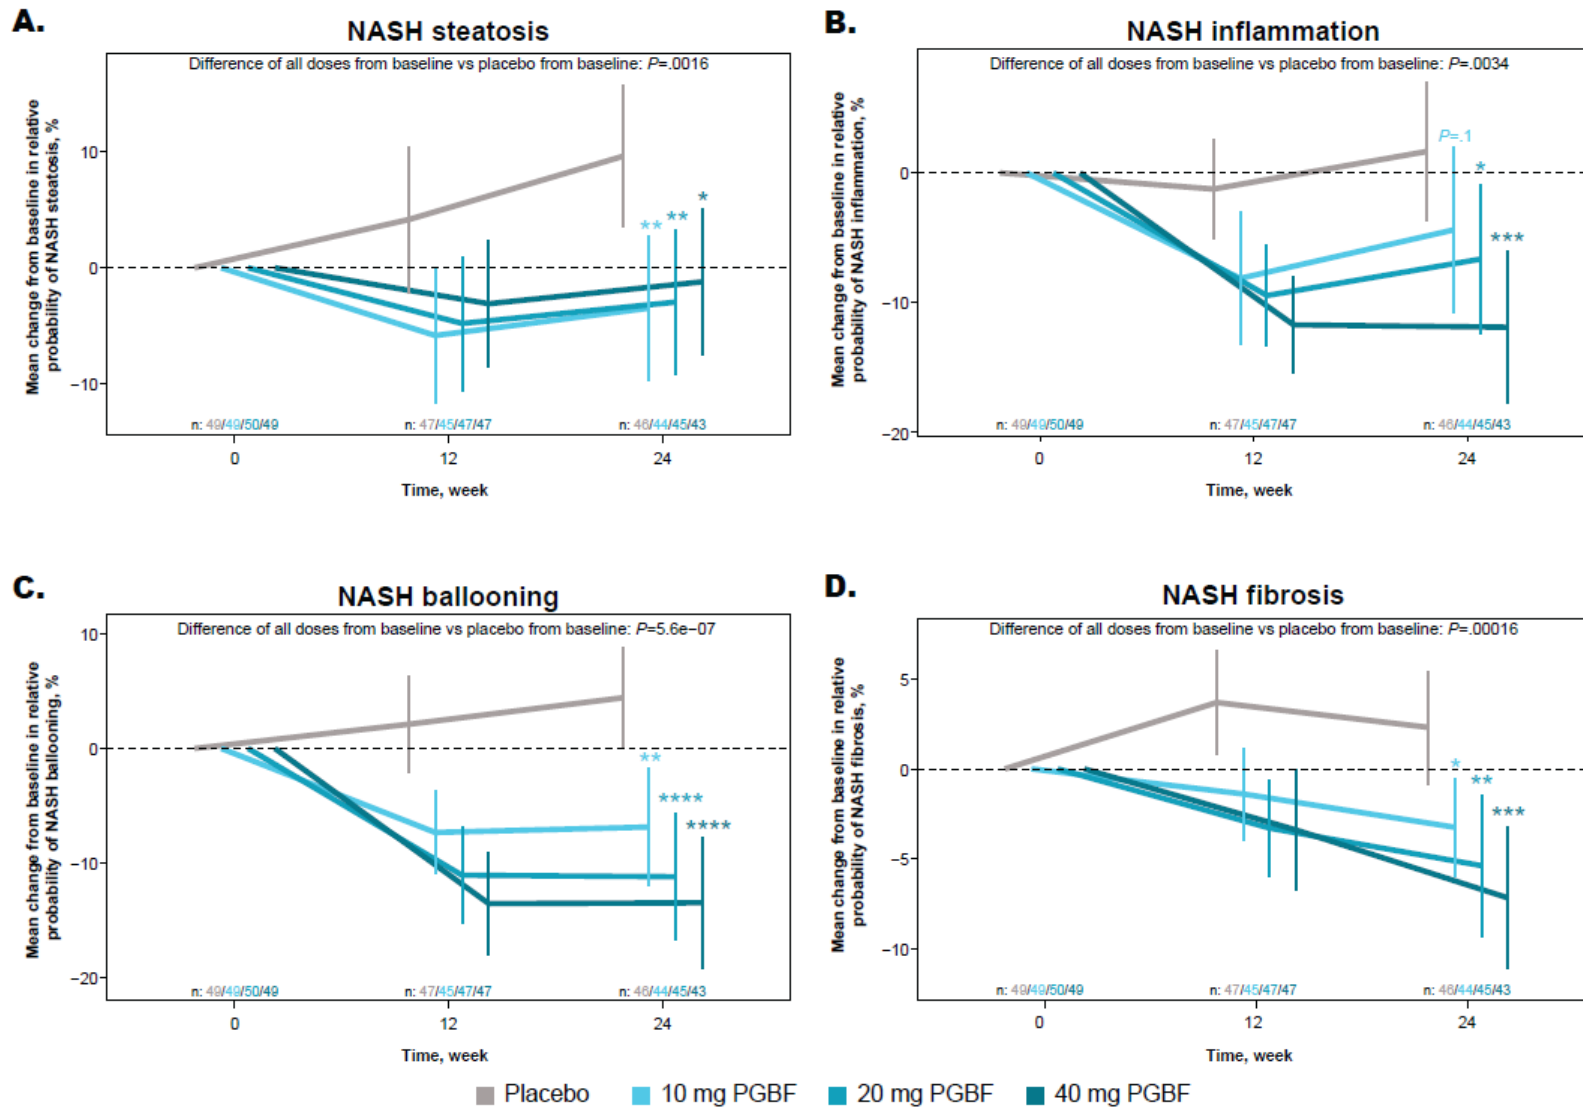 A.
NASH steatosis
Difference of all doses from baseline vs placebo from baseline: P=.0016
Mean change from baseline in relative
probability of NASH steatosis, %
10
0
−10
** ** *
n: 49/49/50/49
n: 47/45/47/47
n: 46/44/45/43
0
12
24
Time, week
B.
NASH inflammation
Difference of all doses from baseline vs placebo from baseline: P=.0034
Mean change from baseline in relative
probability of NASH inflammation, %
0
−10
−20
P=.1
*
***
n: 49/49/50/49
n: 47/45/47/47
n: 46/44/45/43
0
12
24
Time, week
C.
NASH ballooning
Difference of all doses from baseline vs placebo from baseline: P=5.6e−07
Mean change from baseline in relative
probability of NASH ballooning, %
10
0
−10
−20
**
****
****
n: 49/49/50/49
n: 47/45/47/47
n: 46/44/45/43
0
12
24
Time, week
D.
NASH fibrosis
Difference of all doses from baseline vs placebo from baseline: P=.00016
Mean change from baseline in relative
probability of NASH fibrosis, %
5
0
−5
−10
*
**
***
n: 49/49/50/49
n: 47/45/47/47
n: 46/44/45/43
0
12
24
Time, week
Placebo
10 mg PGBF
20 mg PGBF
40 mg PGBF